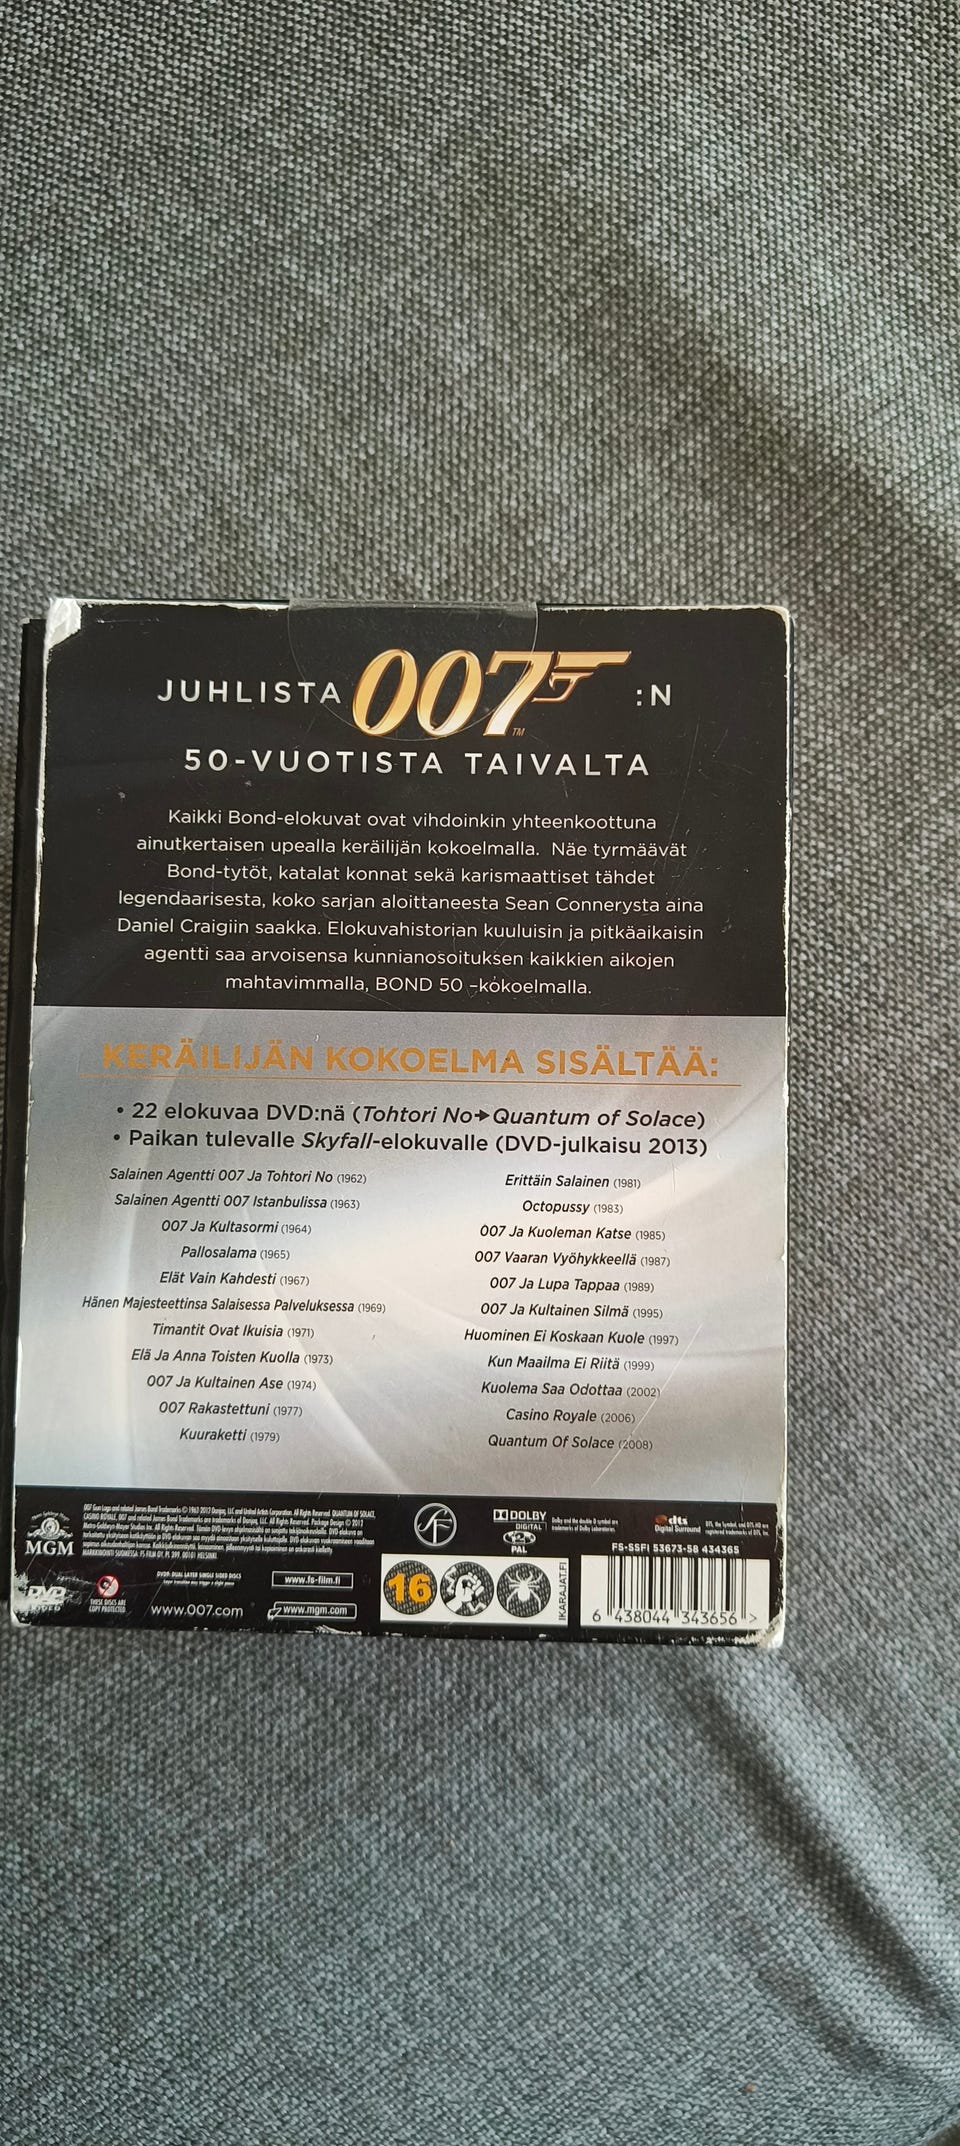 JUHLISTA 007 :N
TM
50-VUOTISTA TAIVALTA
Kaikki Bond-elokuvat ovat vihdoinkin yhteenkoottuna
ainutkertaisen upealla keräilijän kokoelmalla. Näe tyrmäävät
Bond-tytöt, katalat konnat sekä karismaattiset tähdet
legendaarisesta, koko sarjan aloittaneesta Sean Connerysta aina
Daniel Craigiin saakka. Elokuvahistorian kuuluisin ja pitkäaikaisin
agentti saa arvoisensa kunnianosoituksen kaikkien aikojen
mahtavimmalla, BOND 50 -kokoelmalla.
KERÄILIJÄN KOKOELMA SISÄLTÄÄ:
• 22 elokuvaa DVD:nä (Tohtori No➔Quantum of Solace)
• Paikan tulevalle Skyfall-elokuvalle (DVD-julkaisu 2013)
Salainen Agentti 007 Ja Tohtori No (1962)
Salainen Agentti 007 Istanbulissa (1963)
007 Ja Kultasormi (1964)
Pallosalama (1965)
Elät Vain Kahdesti (1967)
Hänen Majesteettinsa Salaisessa Palveluksessa (1969)
Timantit Ovat Ikuisia (1971)
Elä Ja Anna Toisten Kuolla (1973)
007 Ja Kultainen Ase (1974)
007 Rakastettuni (1977)
Kuuraketti (1979)
Erittäin Salainen (1981)
Octopussy (1983)
007 Ja Kuoleman Katse (1985)
007 Vaaran Vyöhykkeellä (1987)
007 Ja Lupa Tappaa (1989)
007 Ja Kultainen Silmä (1995)
Huominen Ei Koskaan Kuole (1997)
Kun Maailma Ei Riitä (1999)
Kuolema Saa Odottaa (2002)
Casino Royale (2006)
Quantum Of Solace (2008)
MGM
SF
DOLBY
DIGITAL
PAL
dts
Digital Surround
FS-SSFI 53673-58 434365
DVD
VIDEO
THESE DISCS ARE
COPY PROTECTED
www.007.com
www.fs-film.fi
www.mgm.com
16
IKARAJAT.FI
6 438044 343656 >